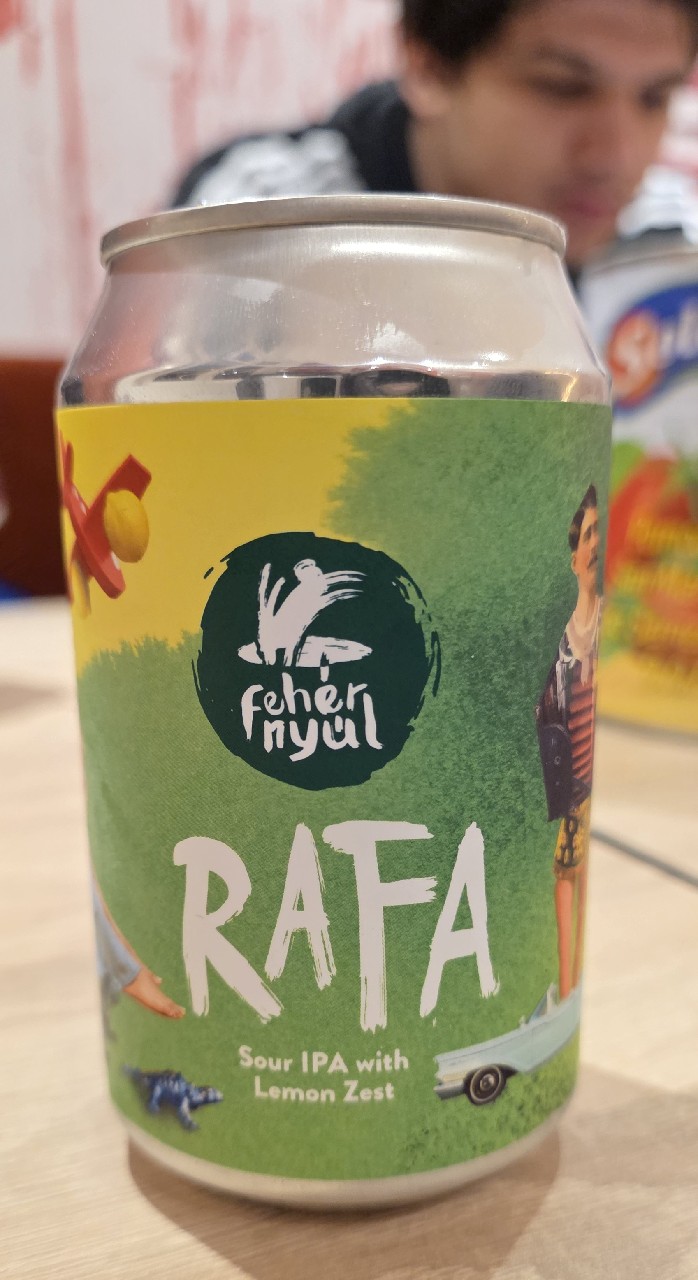 fehér
nyúl
RAFA
Sour IPA with
Lemon Zest